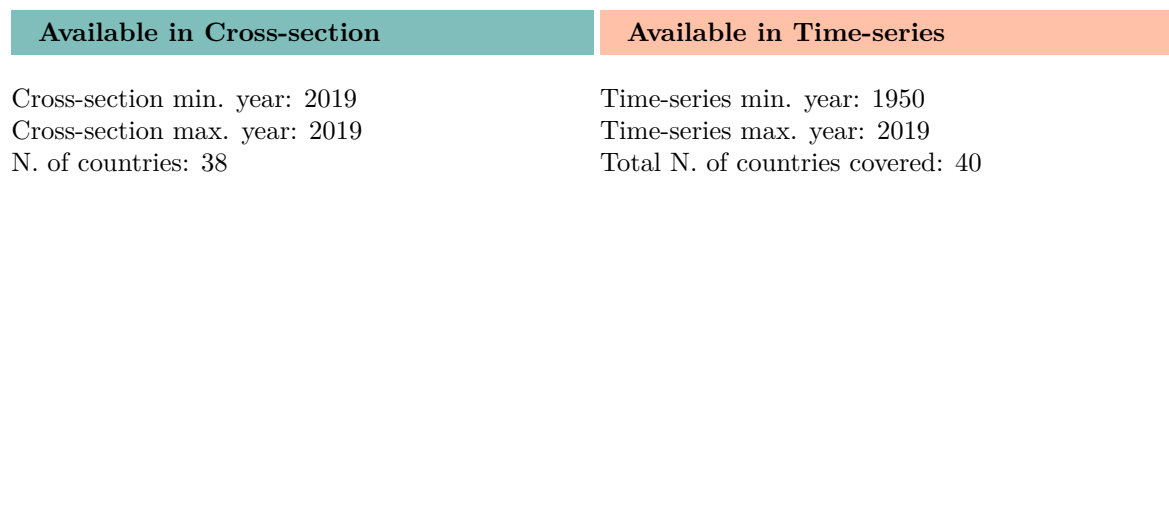 Available in Cross-section
Cross-section min. year: 2019
Cross-section max. year: 2019
N. of countries: 38
Available in Time-series
Time-series min. year: 1950
Time-series max. year: 2019
Total N. of countries covered: 40